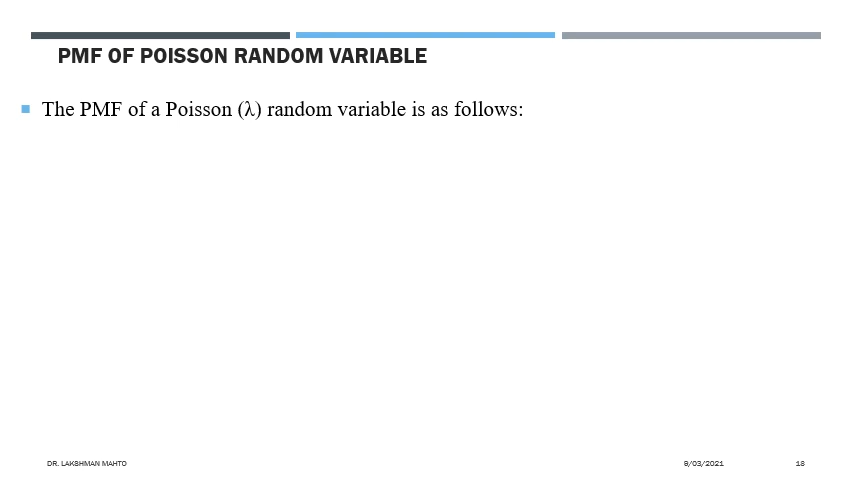 PMF OF POISSON RANDOM VARIABLE
The PMF of a Poisson (λ) random variable is as follows:
DR. LAKSHMAN MAHTO 9/03/2021 18